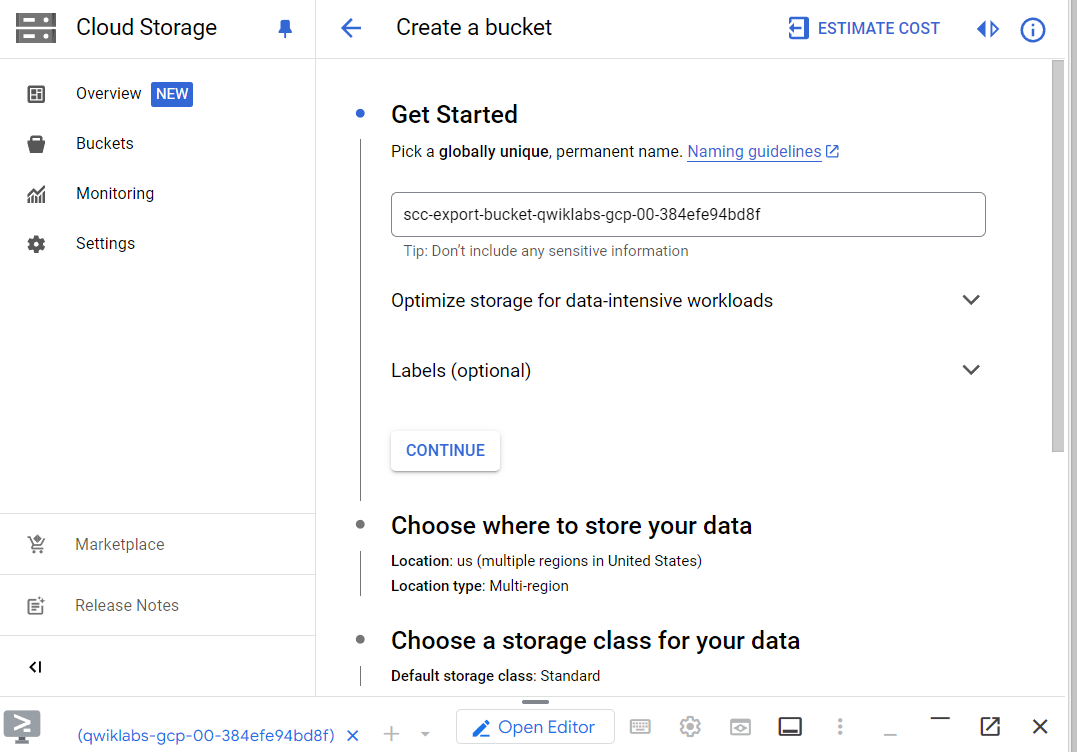 Cloud Storage
Create a bucket
ESTIMATE COST
Overview NEW
Buckets
Monitoring
Settings
Marketplace
Release Notes
Get Started
Pick a globally unique, permanent name. Naming guidelines
scc-export-bucket-qwiklabs-gcp-00-384efe94bd8f
Tip: Don’t include any sensitive information
Optimize storage for data-intensive workloads
Labels (optional)
CONTINUE
Choose where to store your data
Location: us (multiple regions in United States)
Location type: Multi-region
Choose a storage class for your data
Default storage class: Standard
(qwiklabs-gcp-00-384efe94bd8f)
Open Editor